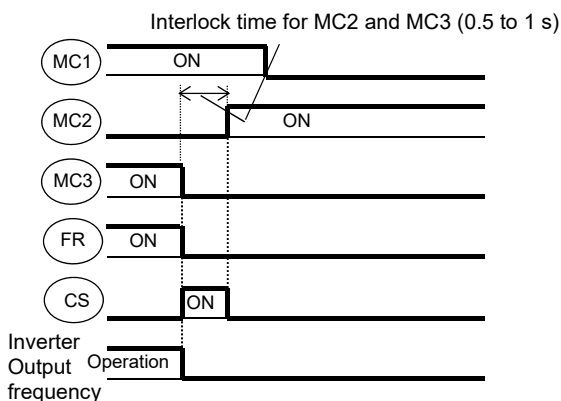 Interlock time for MC2 and MC3 (0.5 to 1 s)
MC1
ON
MC2
ON
MC3
ON
FR
ON
CS
ON
Inverter
Output
frequency
Operation